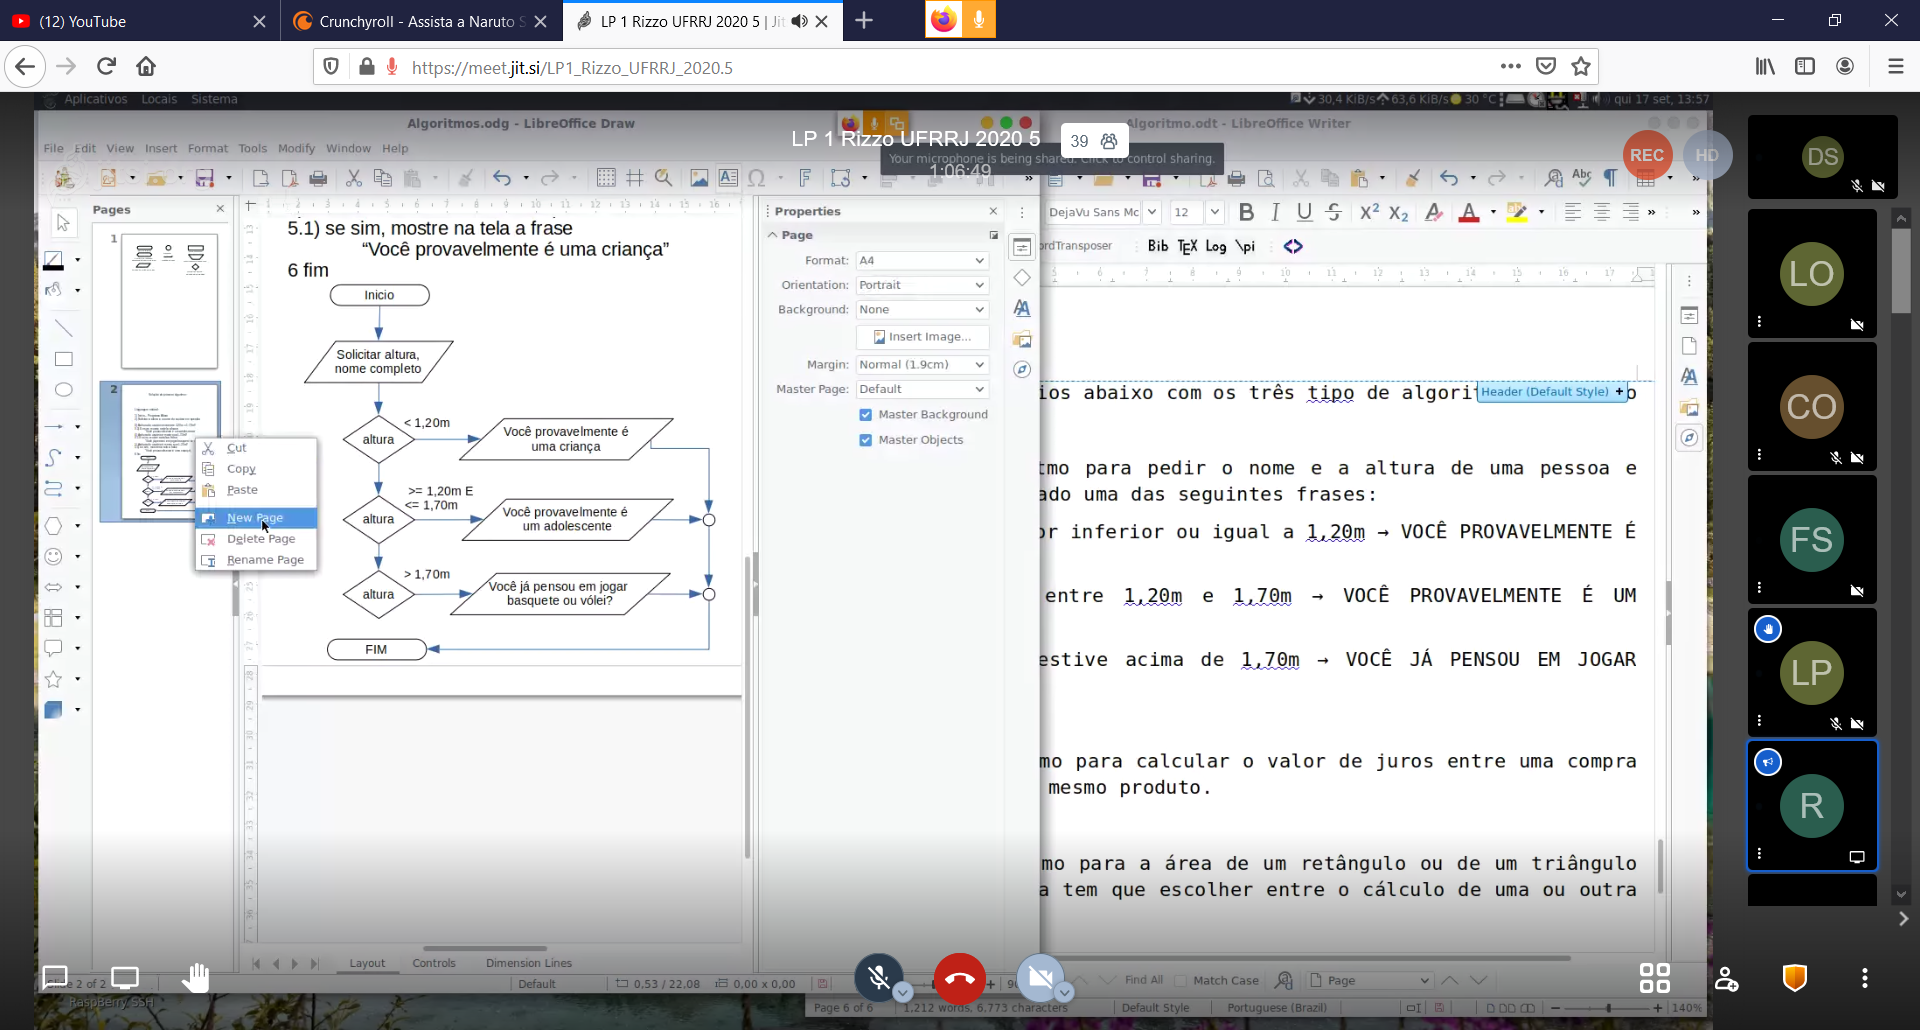 (12) YouTube
Crunchyroll - Assista a Naruto S
LP 1 Rizzo UFRRJ 2020 5 | Jit
https://meet.jit.si/LP1_Rizzo_UFRRJ_2020.5
Aplicativos Locais Sistema
30,4 KiB/s 63,6 KiB/s 30 °C qui 17 set, 13:57
Algoritmos.odg - LibreOffice Draw
Algoritmo.odt - LibreOffice Writer
LP 1 Rizzo UFRRJ 2020 5
39
Your microphone is being shared. Click to control sharing.
1:06:49
REC
HD
File Edit View Insert Format Tools Modify Window Help
Pages
1
2
Cut
Copy
Paste
New Page
Delete Page
Rename Page
5.1) se sim, mostre na tela a frase
“Você provavelmente é uma criança”
6 fim
Inicio
Solicitar altura,
nome completo
altura
< 1,20m
Você provavelmente é
uma criança
altura
>= 1,20m E
<= 1,70m
Você provavelmente é
um adolescente
altura
> 1,70m
Você já pensou em jogar
basquete ou vólei?
FIM
Layout Controls Dimension Lines
Slide 2 of 2 Default 0,53 / 22,08 0,00 x 0,00
RaspBerry SSH
Properties
Page
Format: A4
Orientation: Portrait
Background: None
Insert Image...
Margin: Normal (1.9cm)
Master Page: Default
Master Background
Master Objects
DejaVu Sans Mc 12
ordTransposer Bib TEX Log \pi
ios abaixo com os três tipo de algorit
Header (Default Style) +
o
tmo para pedir o nome e a altura de uma pessoa e
ado uma das seguintes frases:
or inferior ou igual a 1,20m → VOCÊ PROVAVELMENTE É
entre 1,20m e 1,70m → VOCÊ PROVAVELMENTE É UM
estive acima de 1,70m → VOCÊ JÁ PENSOU EM JOGAR
mo para calcular o valor de juros entre uma compra
mesmo produto.
mo para a área de um retângulo ou de um triângulo
a tem que escolher entre o cálculo de uma ou outra
Find All Match Case Page
Page 6 of 6 1,212 words, 6,773 characters Default Style Portuguese (Brazil) 140%
DS
LO
CO
FS
LP
R